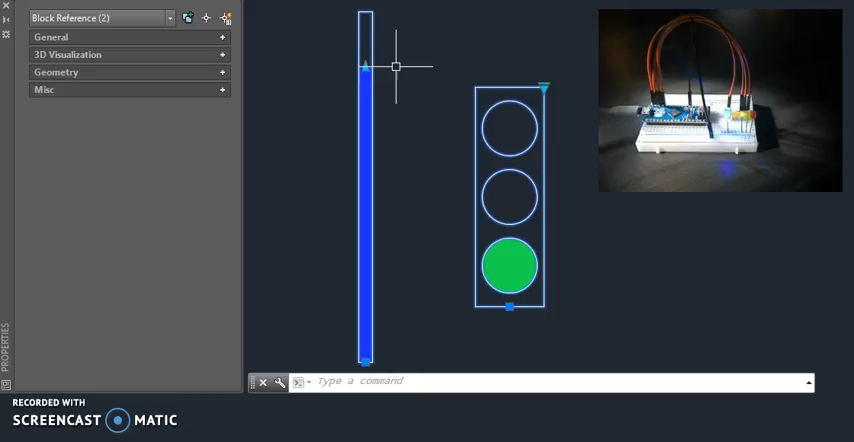 Block Reference (2)
General
3D Visualization
Geometry
Misc
PROPERTIES
Type a command
RECORDED WITH
SCREENCAST MATIC